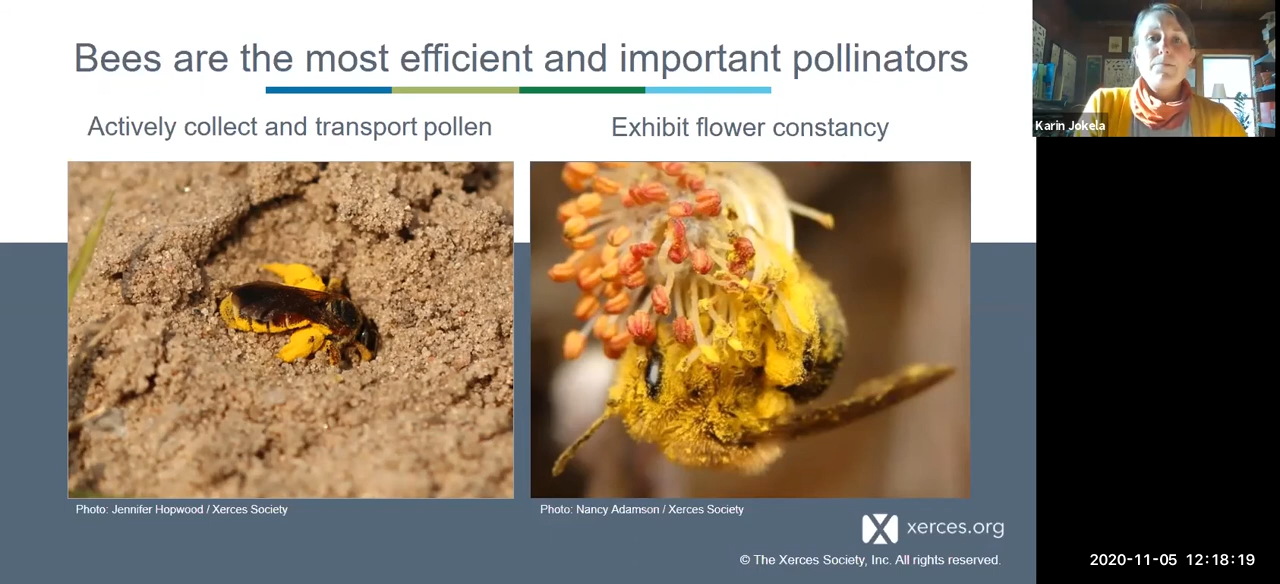 Bees are the most efficient and important pollinators
Actively collect and transport pollen
Exhibit flower constancy
Karin Jokela
Photo: Jennifer Hopwood / Xerces Society
Photo: Nancy Adamson / Xerces Society
xerces.org
© The Xerces Society, Inc. All rights reserved.
2020-11-05 12:18:19